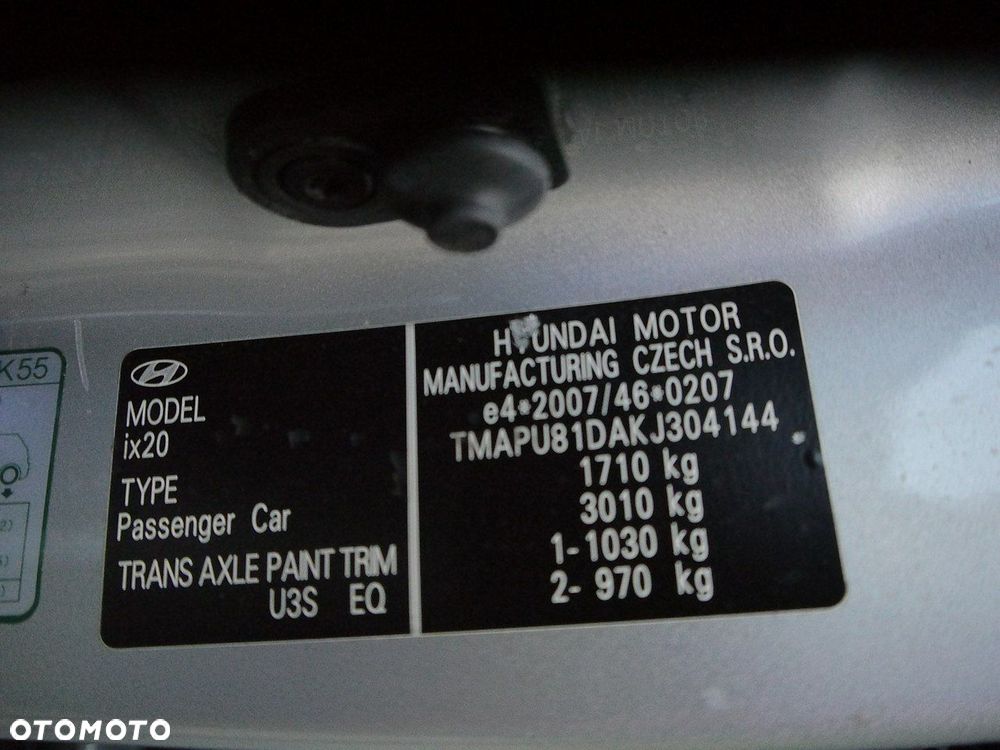 K55
MODEL
ix20
TYPE
Passenger Car
TRANS AXLE PAINT TRIM
U3S EQ
HYUNDAI MOTOR
MANUFACTURING CZECH S.R.O.
e4*2007/46*0207
TMAPU81DAKJ304144
1710 kg
3010 kg
1- 1030 kg
2- 970 kg
OTOMOTO